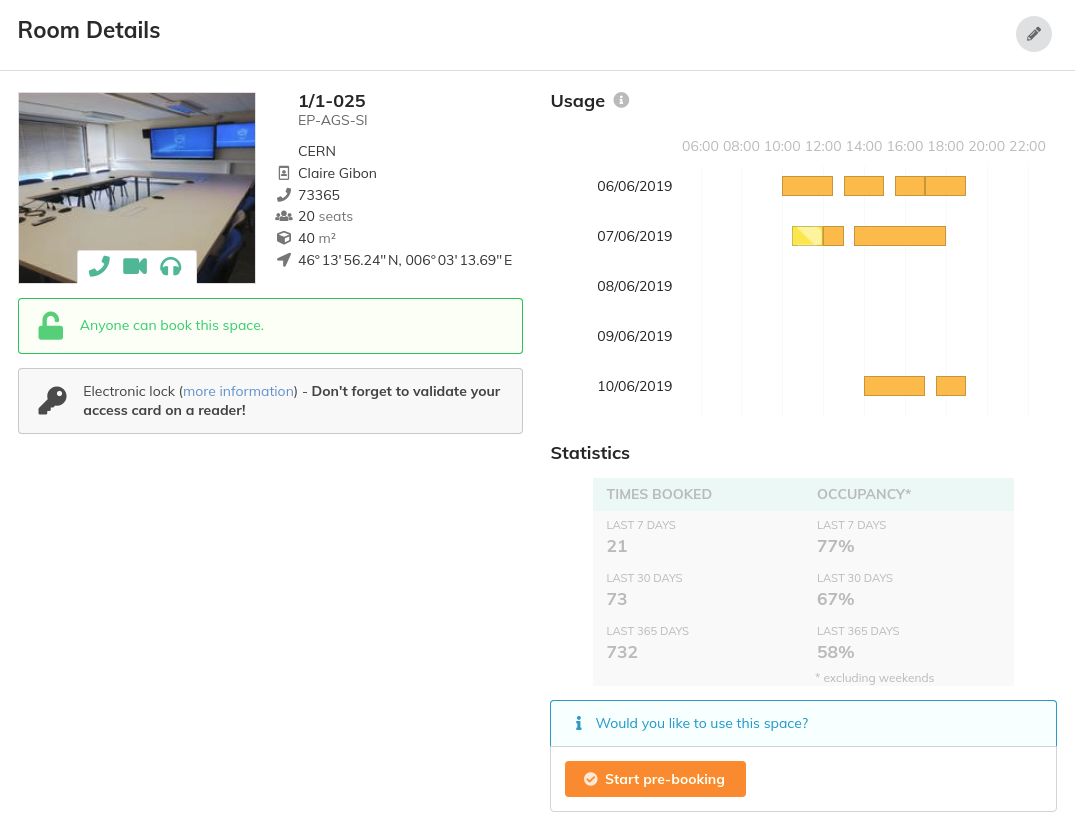 Room Details
1/1-025
EP-AGS-SI
CERN
Claire Gibon
73365
20 seats
40 m²
46° 13' 56.24" N, 006° 03' 13.69" E
Anyone can book this space.
Electronic lock (more information) - Don't forget to validate your
access card on a reader!
Usage
06:00 08:00 10:00 12:00 14:00 16:00 18:00 20:00 22:00
06/06/2019
07/06/2019
08/06/2019
09/06/2019
10/06/2019
Statistics
TIMES BOOKED OCCUPANCY*
LAST 7 DAYS LAST 7 DAYS
21 77%
LAST 30 DAYS LAST 30 DAYS
73 67%
LAST 365 DAYS LAST 365 DAYS
732 58%
* excluding weekends
Would you like to use this space?
Start pre-booking